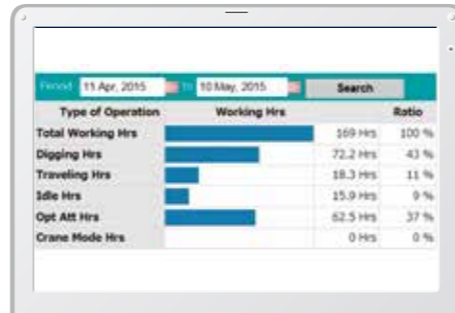 Period 11 Apr, 2015 to 10 May, 2015 Search
Type of Operation Working Hrs Ratio
Total Working Hrs 169 Hrs 100 %
Digging Hrs 72.2 Hrs 43 %
Traveling Hrs 18.3 Hrs 11 %
Idle Hrs 15.9 Hrs 9 %
Opt Att Hrs 62.5 Hrs 37 %
Crane Mode Hrs 0 Hrs 0 %